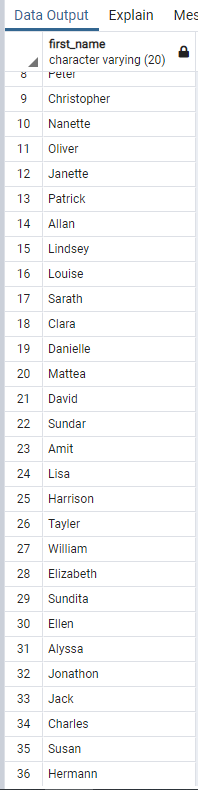 Data Output Explain Mes
first_name
character varying (20)
8 Peter
9 Christopher
10 Nanette
11 Oliver
12 Janette
13 Patrick
14 Allan
15 Lindsey
16 Louise
17 Sarath
18 Clara
19 Danielle
20 Mattea
21 David
22 Sundar
23 Amit
24 Lisa
25 Harrison
26 Tayler
27 William
28 Elizabeth
29 Sundita
30 Ellen
31 Alyssa
32 Jonathon
33 Jack
34 Charles
35 Susan
36 Hermann